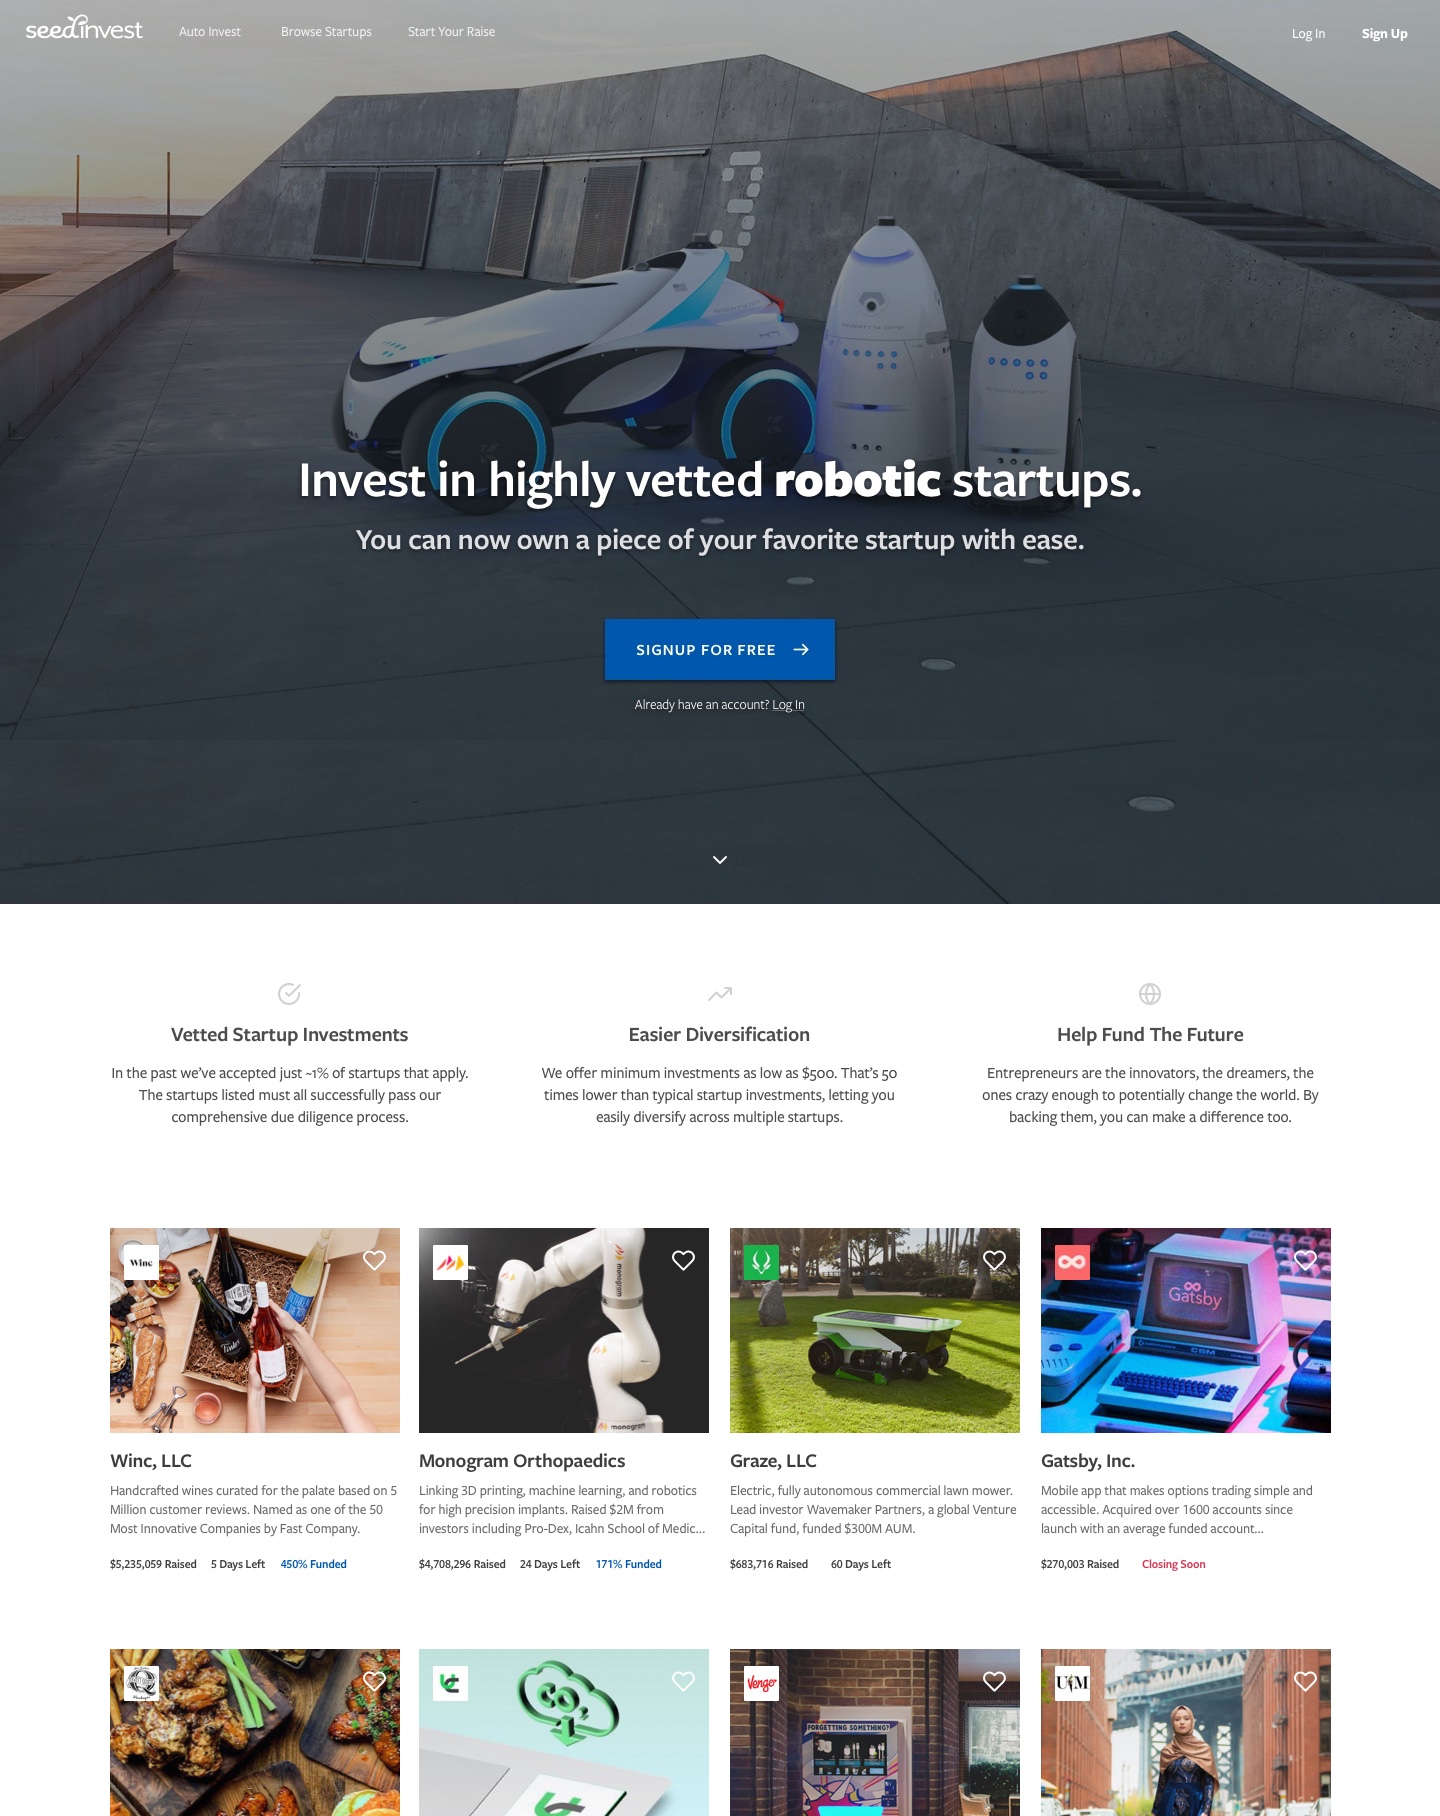 seedinvest
Auto Invest
Browse Startups
Start Your Raise
Log In
Sign Up
Invest in highly vetted robotic startups.
You can now own a piece of your favorite startup with ease.
SIGNUP FOR FREE
Already have an account? Log In
Vetted Startup Investments
In the past we've accepted just ~1% of startups that apply.
The startups listed must all successfully pass our
comprehensive due diligence process.
Easier Diversification
We offer minimum investments as low as $500. That's 50
times lower than typical startup investments, letting you
easily diversify across multiple startups.
Help Fund The Future
Entrepreneurs are the innovators, the dreamers, the
ones crazy enough to potentially change the world. By
backing them, you can make a difference too.
Winc
monogram
monogram
Gatsby
CBM
Winc, LLC
Handcrafted wines curated for the palate based on 5
Million customer reviews. Named as one of the 50
Most Innovative Companies by Fast Company.
$5,235,059 Raised
5 Days Left
450% Funded
Monogram Orthopaedics
Linking 3D printing, machine learning, and robotics
for high precision implants. Raised $2M from
investors including Pro-Dex, Icahn School of Medic...
$4,708,296 Raised
24 Days Left
171% Funded
Graze, LLC
Electric, fully autonomous commercial lawn mower.
Lead investor Wavemaker Partners, a global Venture
Capital fund, funded $300M AUM.
$683,716 Raised
60 Days Left
Gatsby, Inc.
Mobile app that makes options trading simple and
accessible. Acquired over 1600 accounts since
launch with an average funded account...
$270,003 Raised
Closing Soon
CO2
Vengo
FORGETTING SOMETHING?